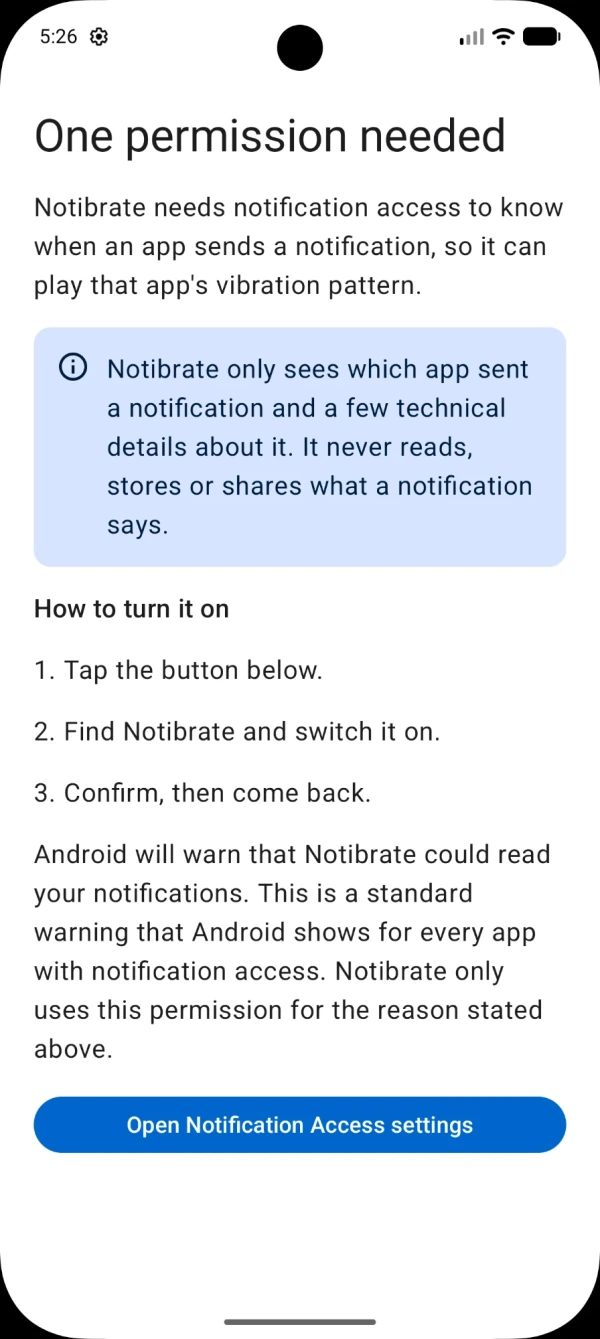 5:26
One permission needed
Notibrate needs notification access to know
when an app sends a notification, so it can
play that app's vibration pattern.
Notibrate only sees which app sent
a notification and a few technical
details about it. It never reads,
stores or shares what a notification
says.
How to turn it on
1. Tap the button below.
2. Find Notibrate and switch it on.
3. Confirm, then come back.
Android will warn that Notibrate could read
your notifications. This is a standard
warning that Android shows for every app
with notification access. Notibrate only
uses this permission for the reason stated
above.
Open Notification Access settings